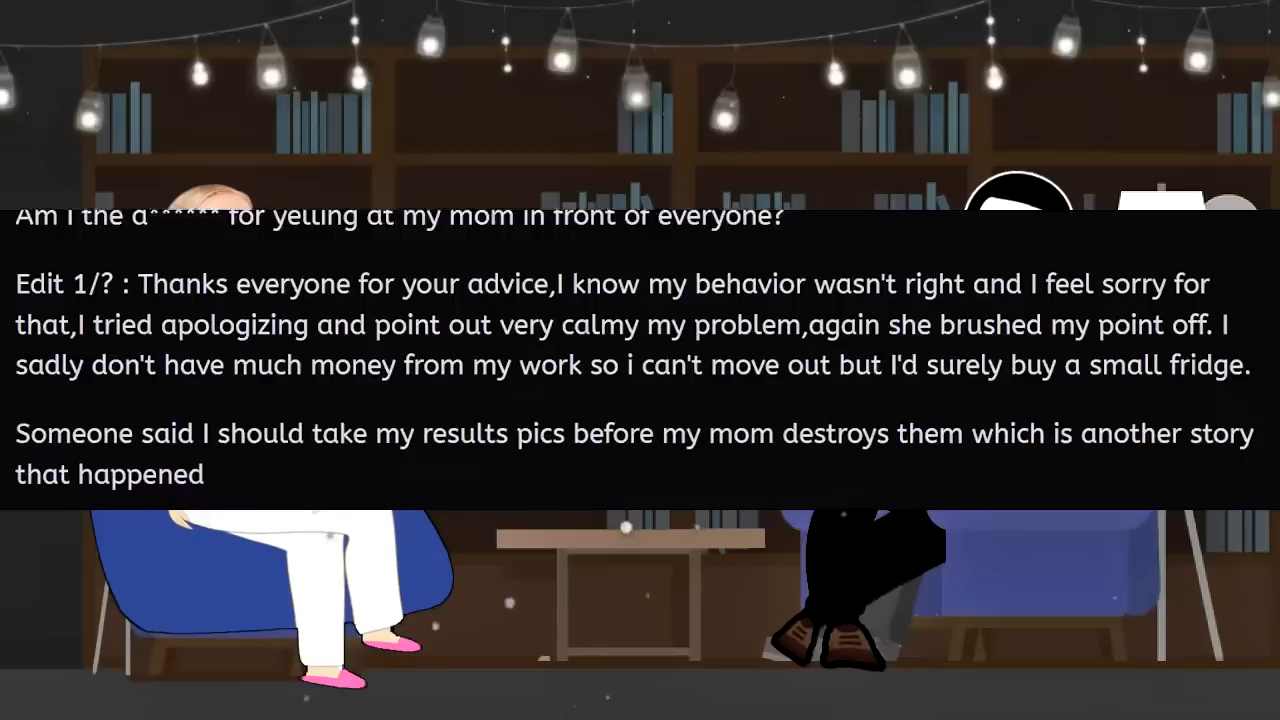 Am I the a****** for yelling at my mom in front of everyone?
Edit 1/? : Thanks everyone for your advice,I know my behavior wasn't right and I feel sorry for
that,I tried apologizing and point out very calmy my problem,again she brushed my point off. I
sadly don't have much money from my work so i can't move out but I'd surely buy a small fridge.
Someone said I should take my results pics before my mom destroys them which is another story
that happened